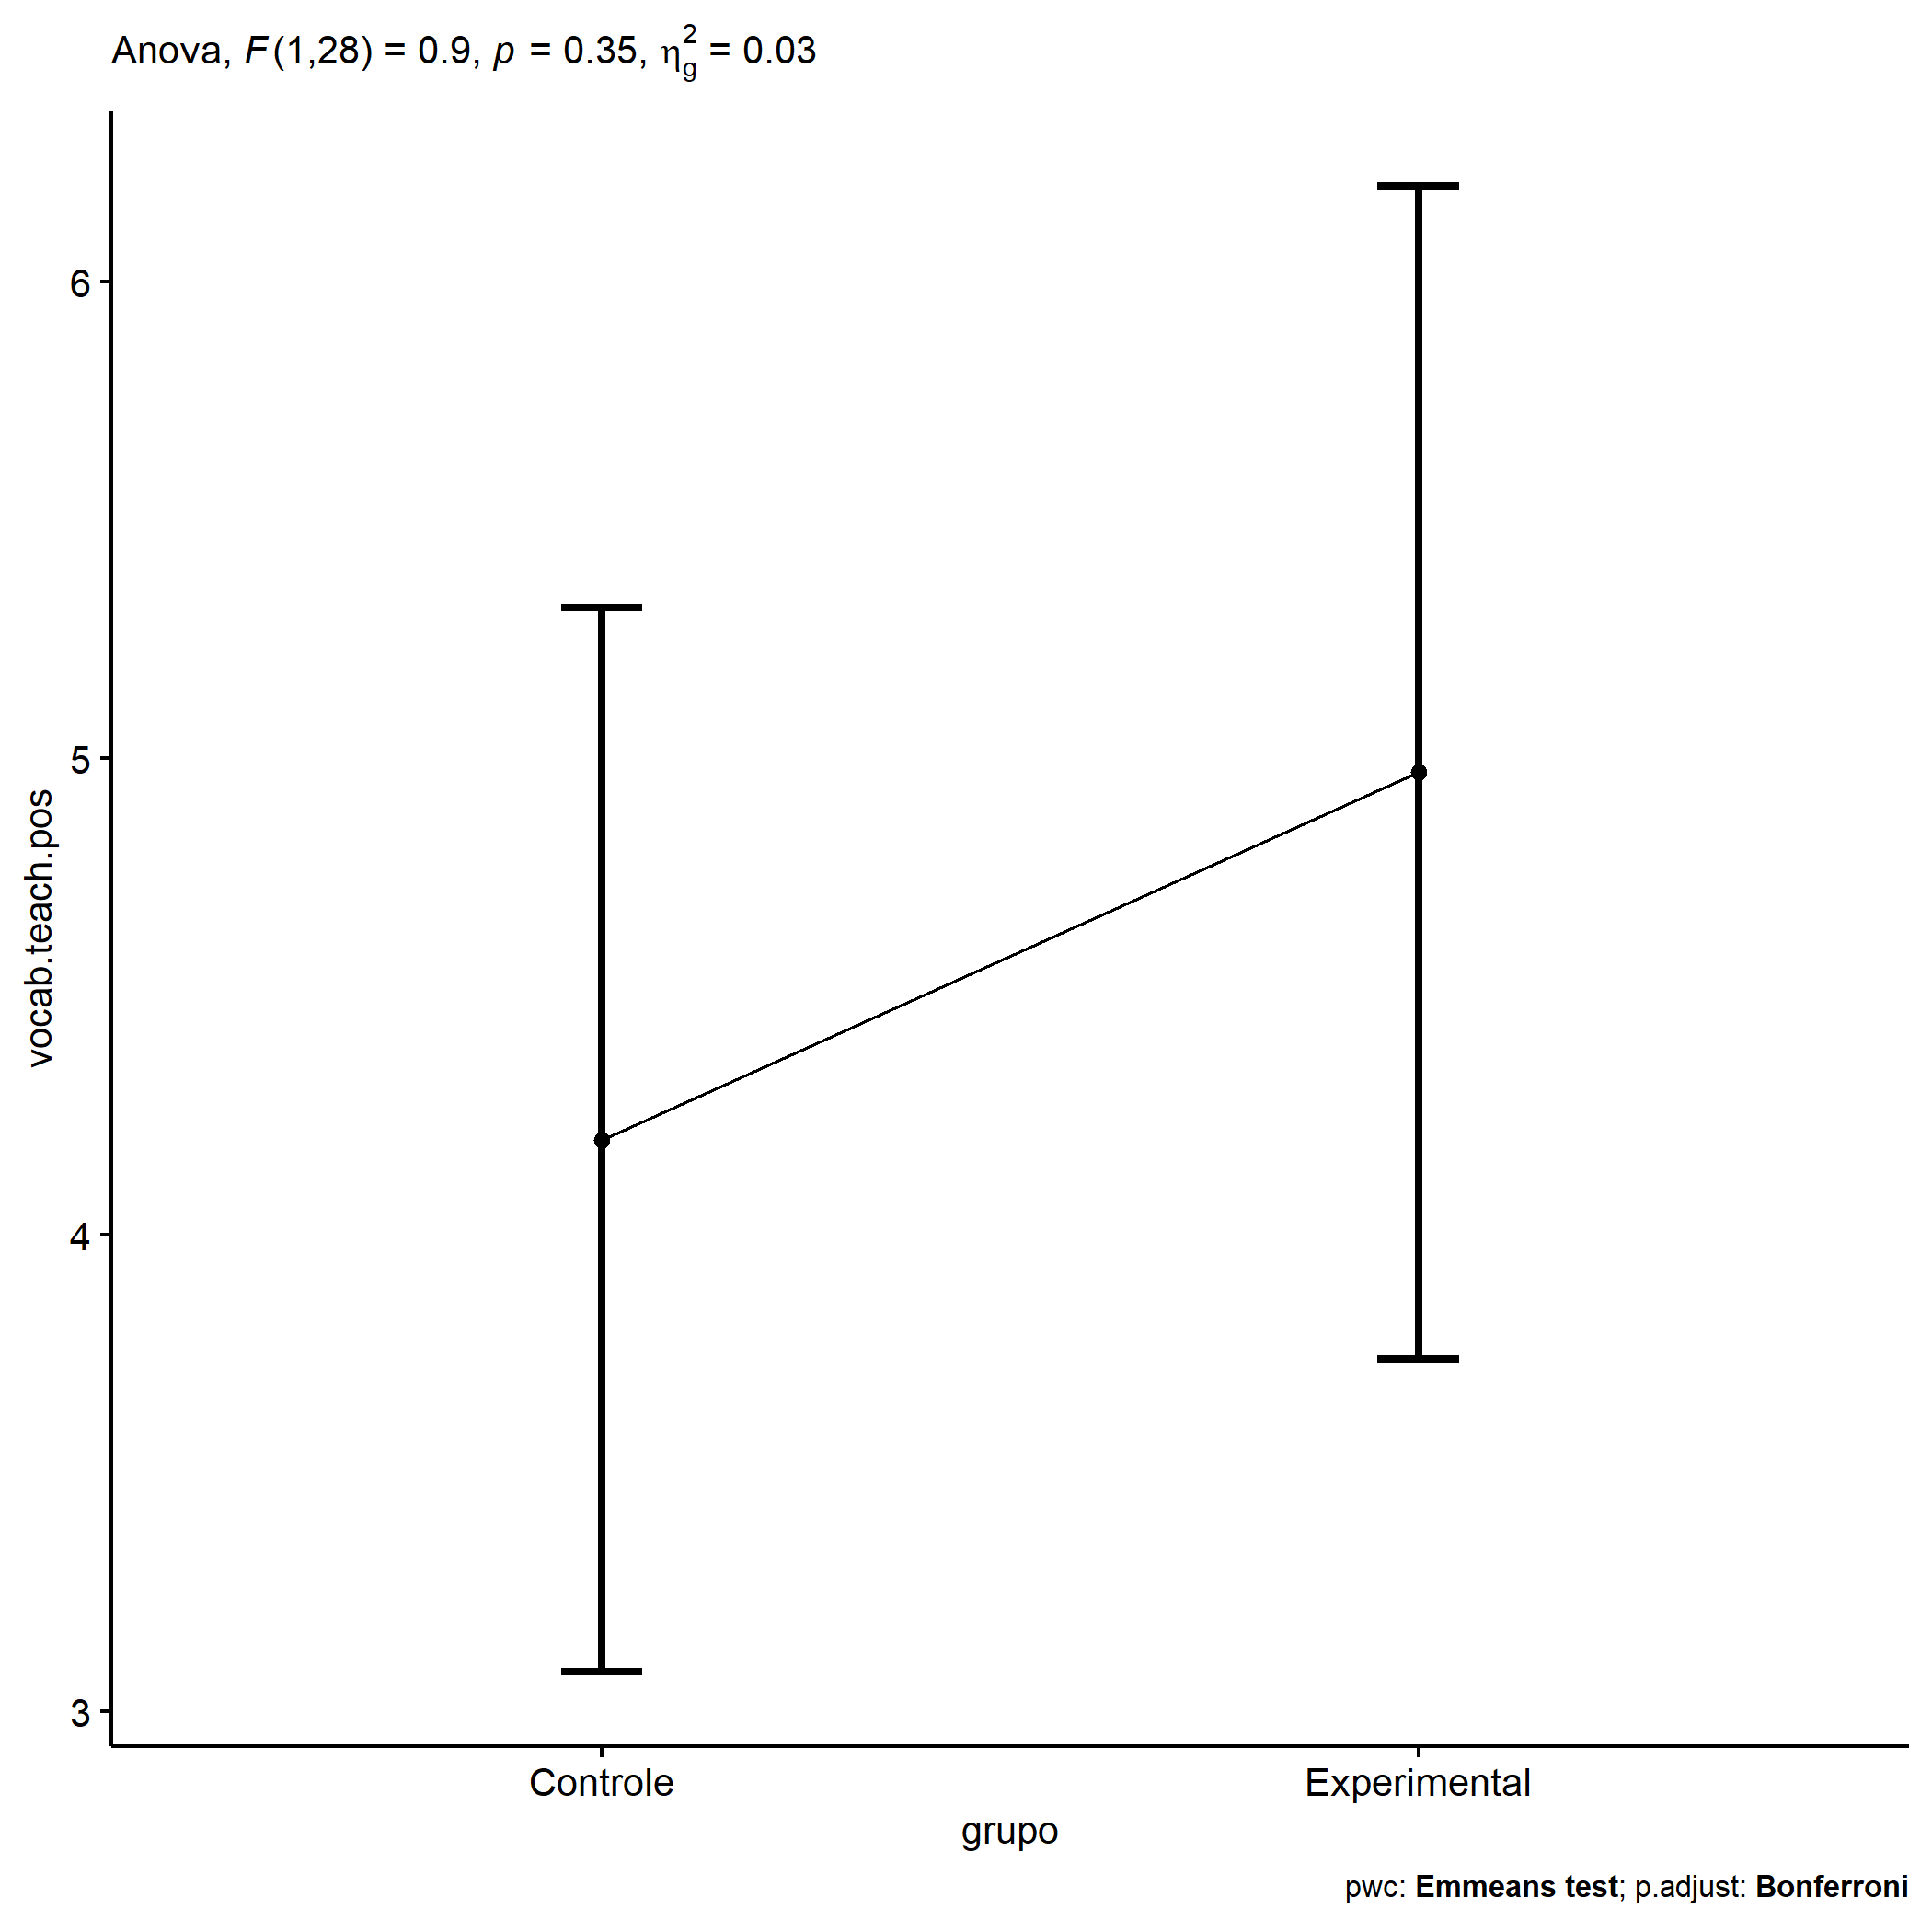 Anova, F(1,28) = 0.9, p = 0.35, η²g = 0.03
6
5
4
3
vocab.teach.pos
Controle Experimental
grupo
pwc: Emmeans test; p.adjust: Bonferroni